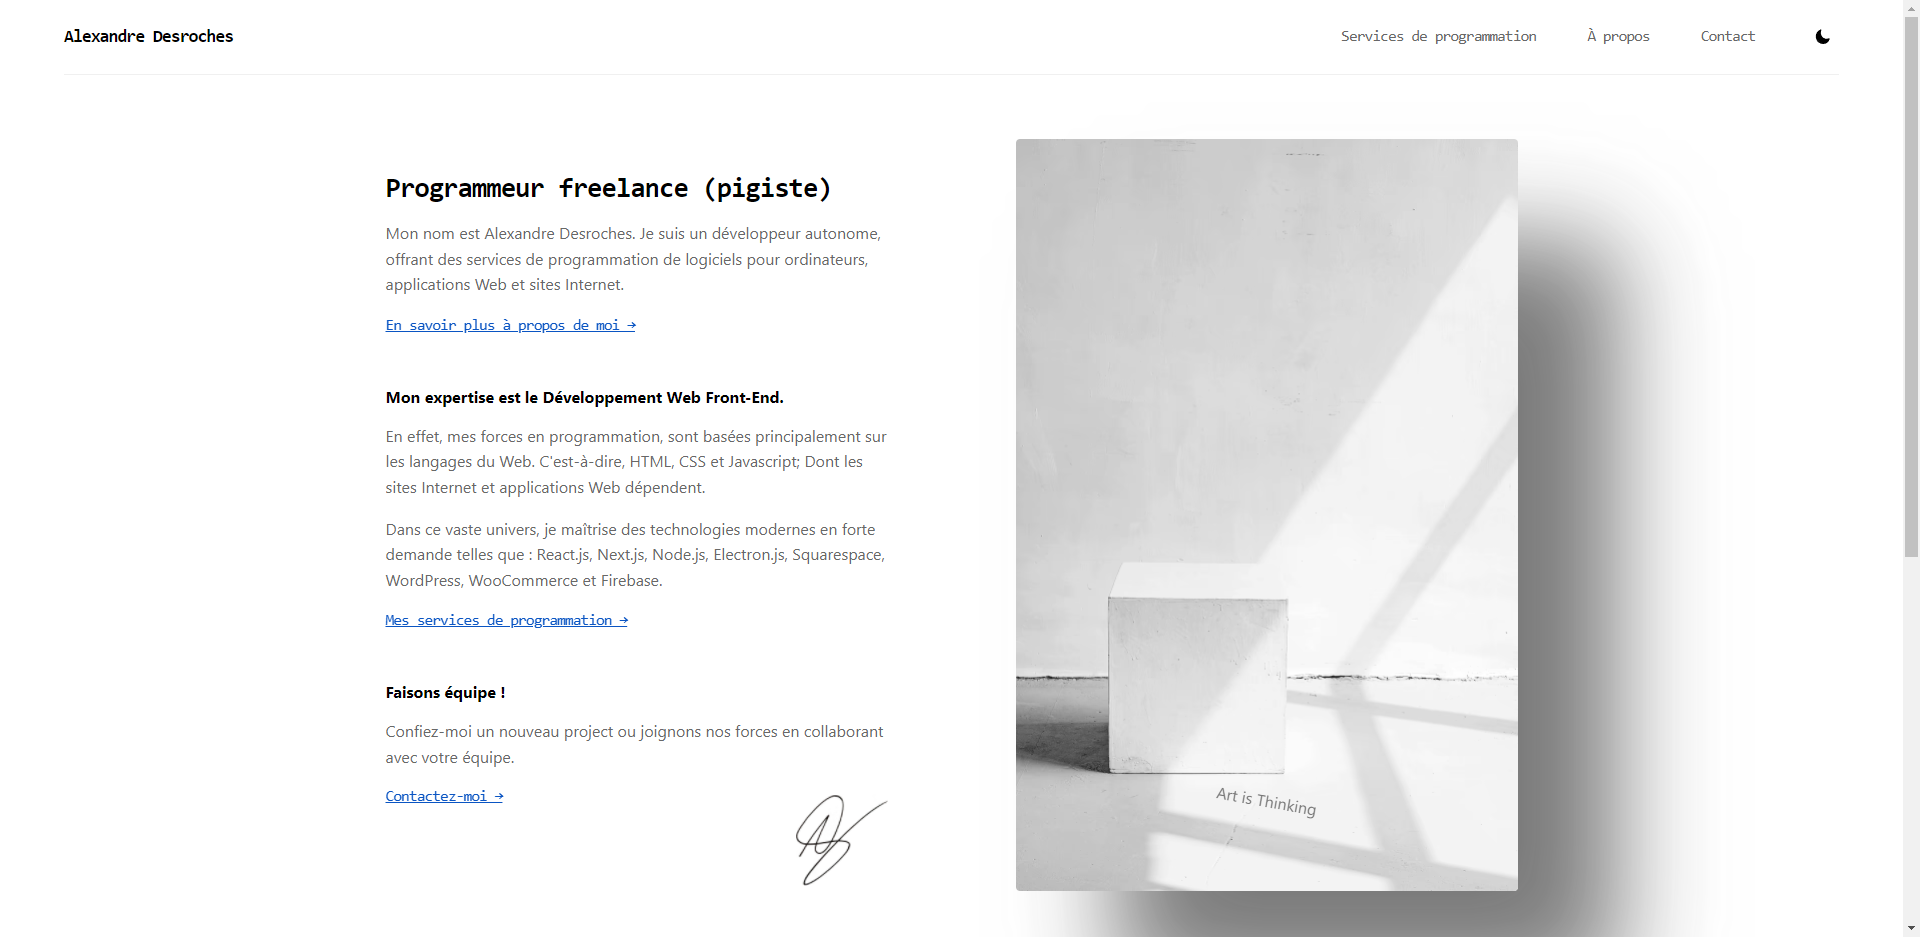 Alexandre Desroches
Services de programmation
À propos
Contact
Programmeur freelance (pigiste)
Mon nom est Alexandre Desroches. Je suis un développeur autonome,
offrant des services de programmation de logiciels pour ordinateurs,
applications Web et sites Internet.
En savoir plus à propos de moi →
Mon expertise est le Développement Web Front-End.
En effet, mes forces en programmation, sont basées principalement sur
les langages du Web. C'est-à-dire, HTML, CSS et Javascript; Dont les
sites Internet et applications Web dépendent.
Dans ce vaste univers, je maîtrise des technologies modernes en forte
demande telles que : React.js, Next.js, Node.js, Electron.js, Squarespace,
WordPress, WooCommerce et Firebase.
Mes services de programmation →
Faisons équipe !
Confiez-moi un nouveau project ou joignons nos forces en collaborant
avec votre équipe.
Contactez-moi →
Art is Thinking